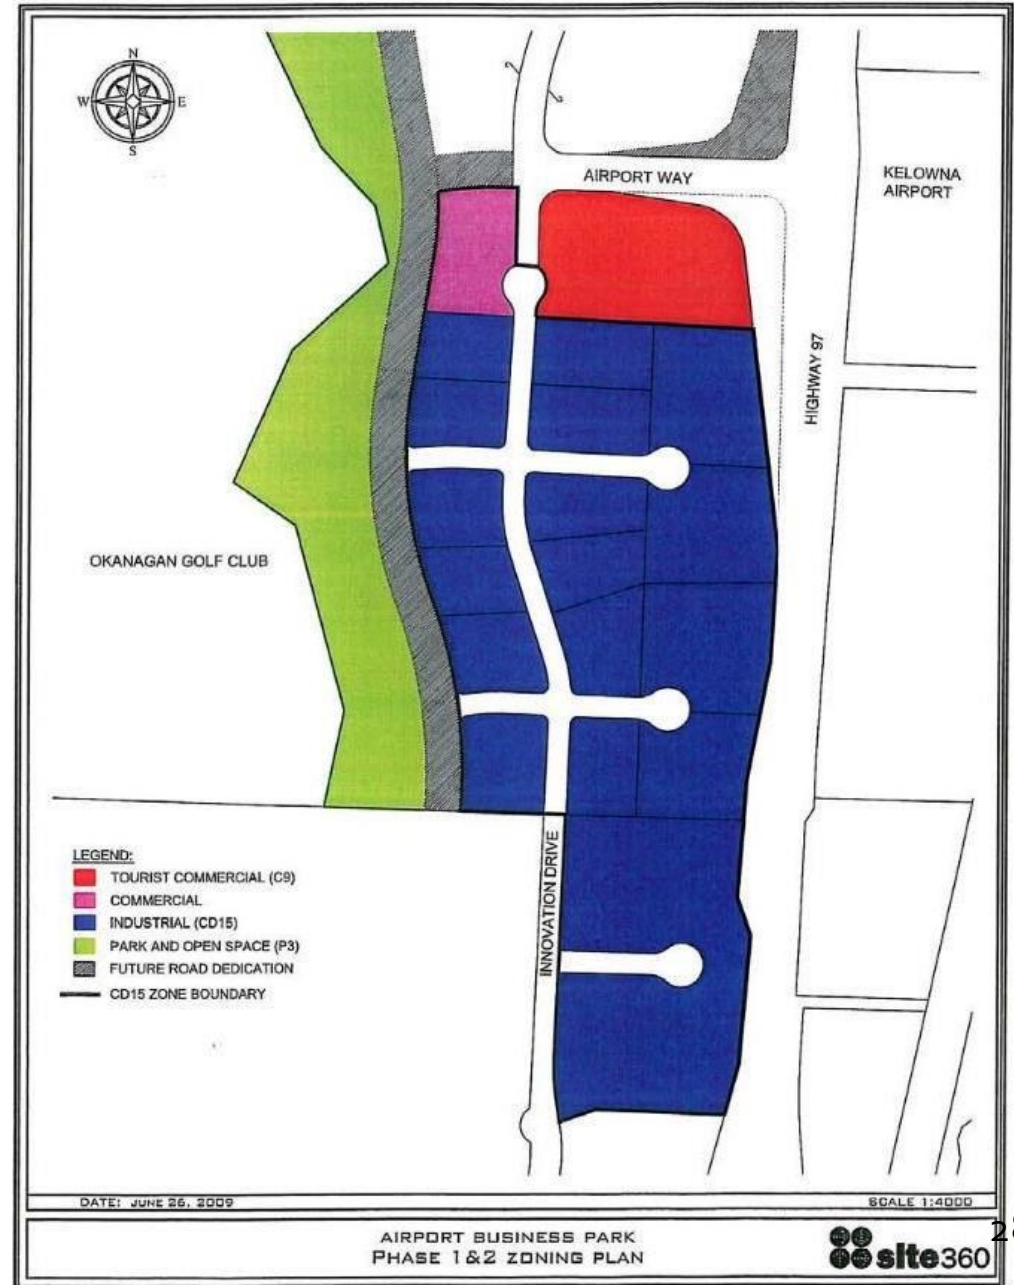 N
W E
S
AIRPORT WAY
KELOWNA
AIRPORT
HIGHWAY 97
OKANAGAN GOLF CLUB
LEGEND:
TOURIST COMMERCIAL (C9)
COMMERCIAL
INDUSTRIAL (CD15)
PARK AND OPEN SPACE (P3)
FUTURE ROAD DEDICATION
CD15 ZONE BOUNDARY
INNOVATION DRIVE
DATE: JUNE 26, 2009
SCALE 1:4000
AIRPORT BUSINESS PARK
PHASE 1&2 ZONING PLAN
site360